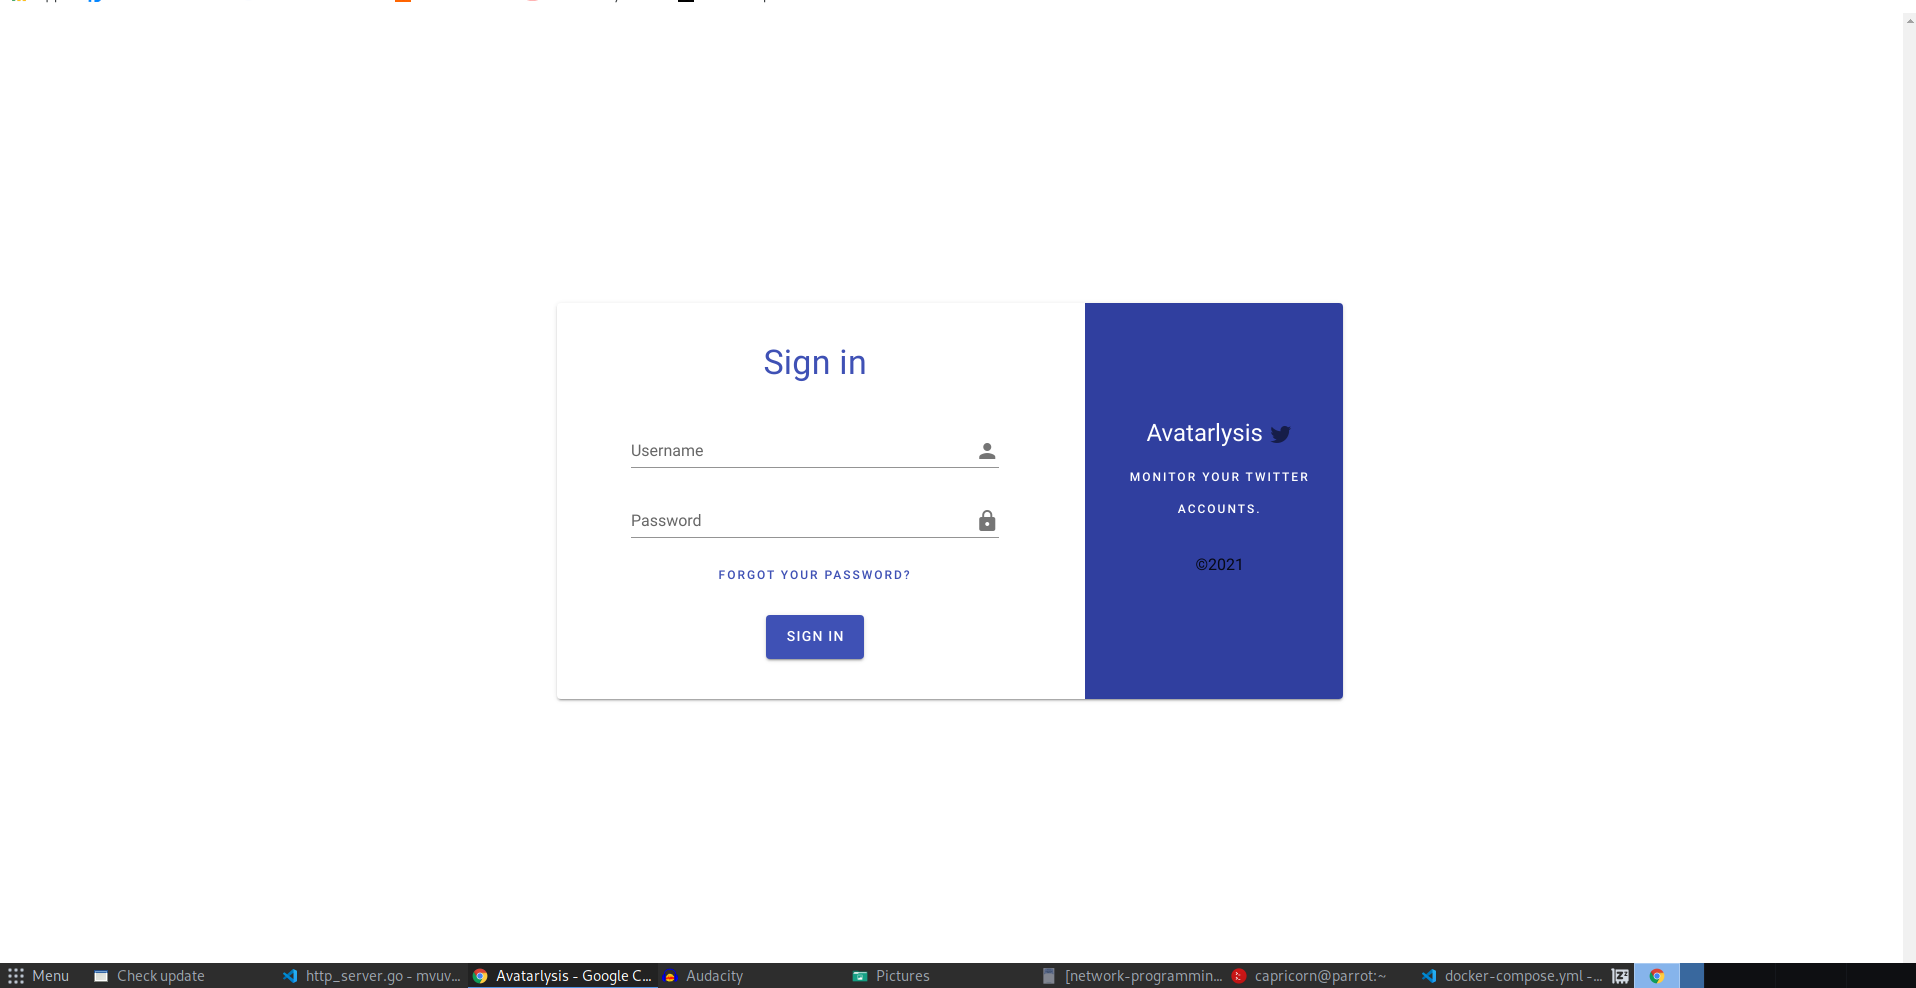 Sign in
Username
Password
FORGOT YOUR PASSWORD?
SIGN IN
Avatarlysis
MONITOR YOUR TWITTER
ACCOUNTS.
©2021
Menu
Check update
http_server.go - mvuv...
Avatarlysis - Google C...
Audacity
Pictures
[network-programmin...
capricorn@parrot:~
docker-compose.yml -...